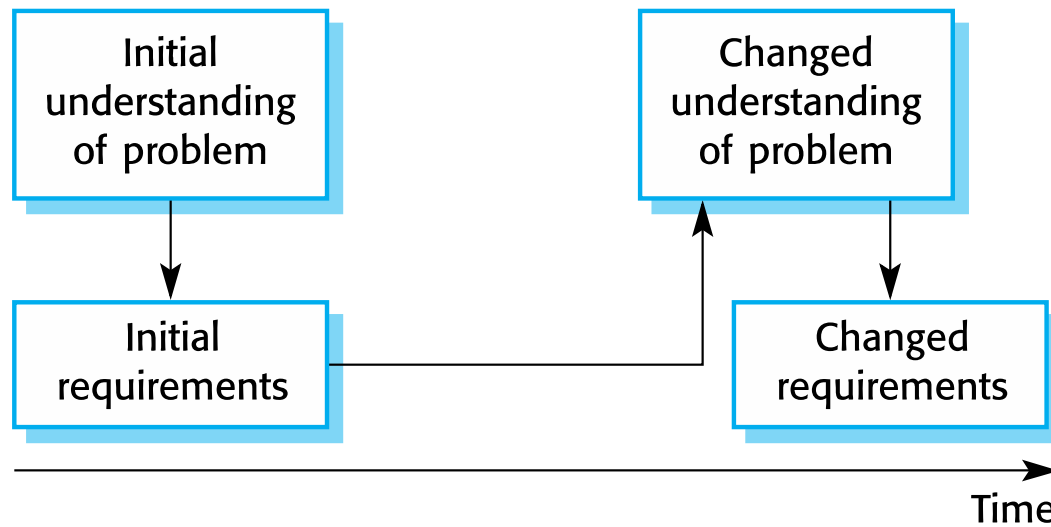 Initial
understanding
of problem
Changed
understanding
of problem
Initial
requirements
Changed
requirements
Time